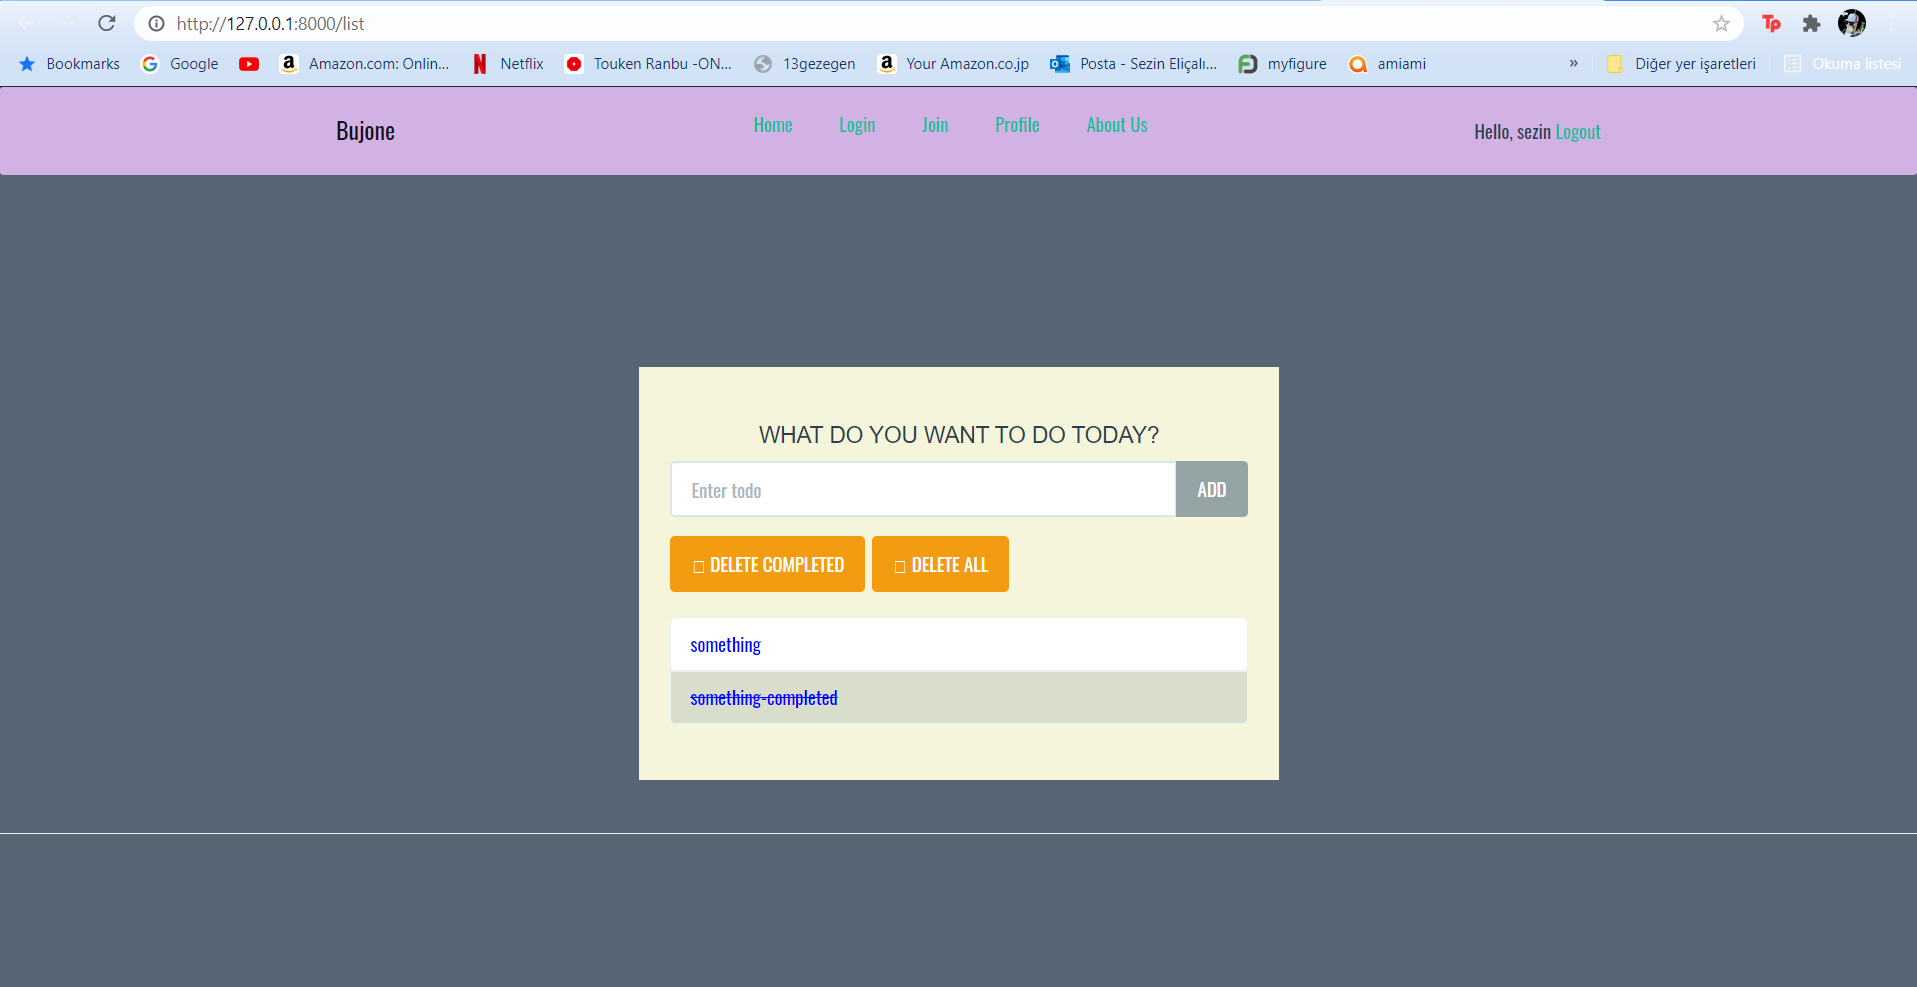 http://127.0.0.1:8000/list
Tp
Bookmarks Google Amazon.com: Onlin... Netflix Touken Ranbu -ON... 13gezegen Your Amazon.co.jp Posta - Sezin Eliçalı... myfigure amiami » Diğer yer işaretleri Okuma listesi
Bujone Home Login Join Profile About Us Hello, sezin Logout
WHAT DO YOU WANT TO DO TODAY?
Enter todo ADD
DELETE COMPLETED DELETE ALL
something
something-completed